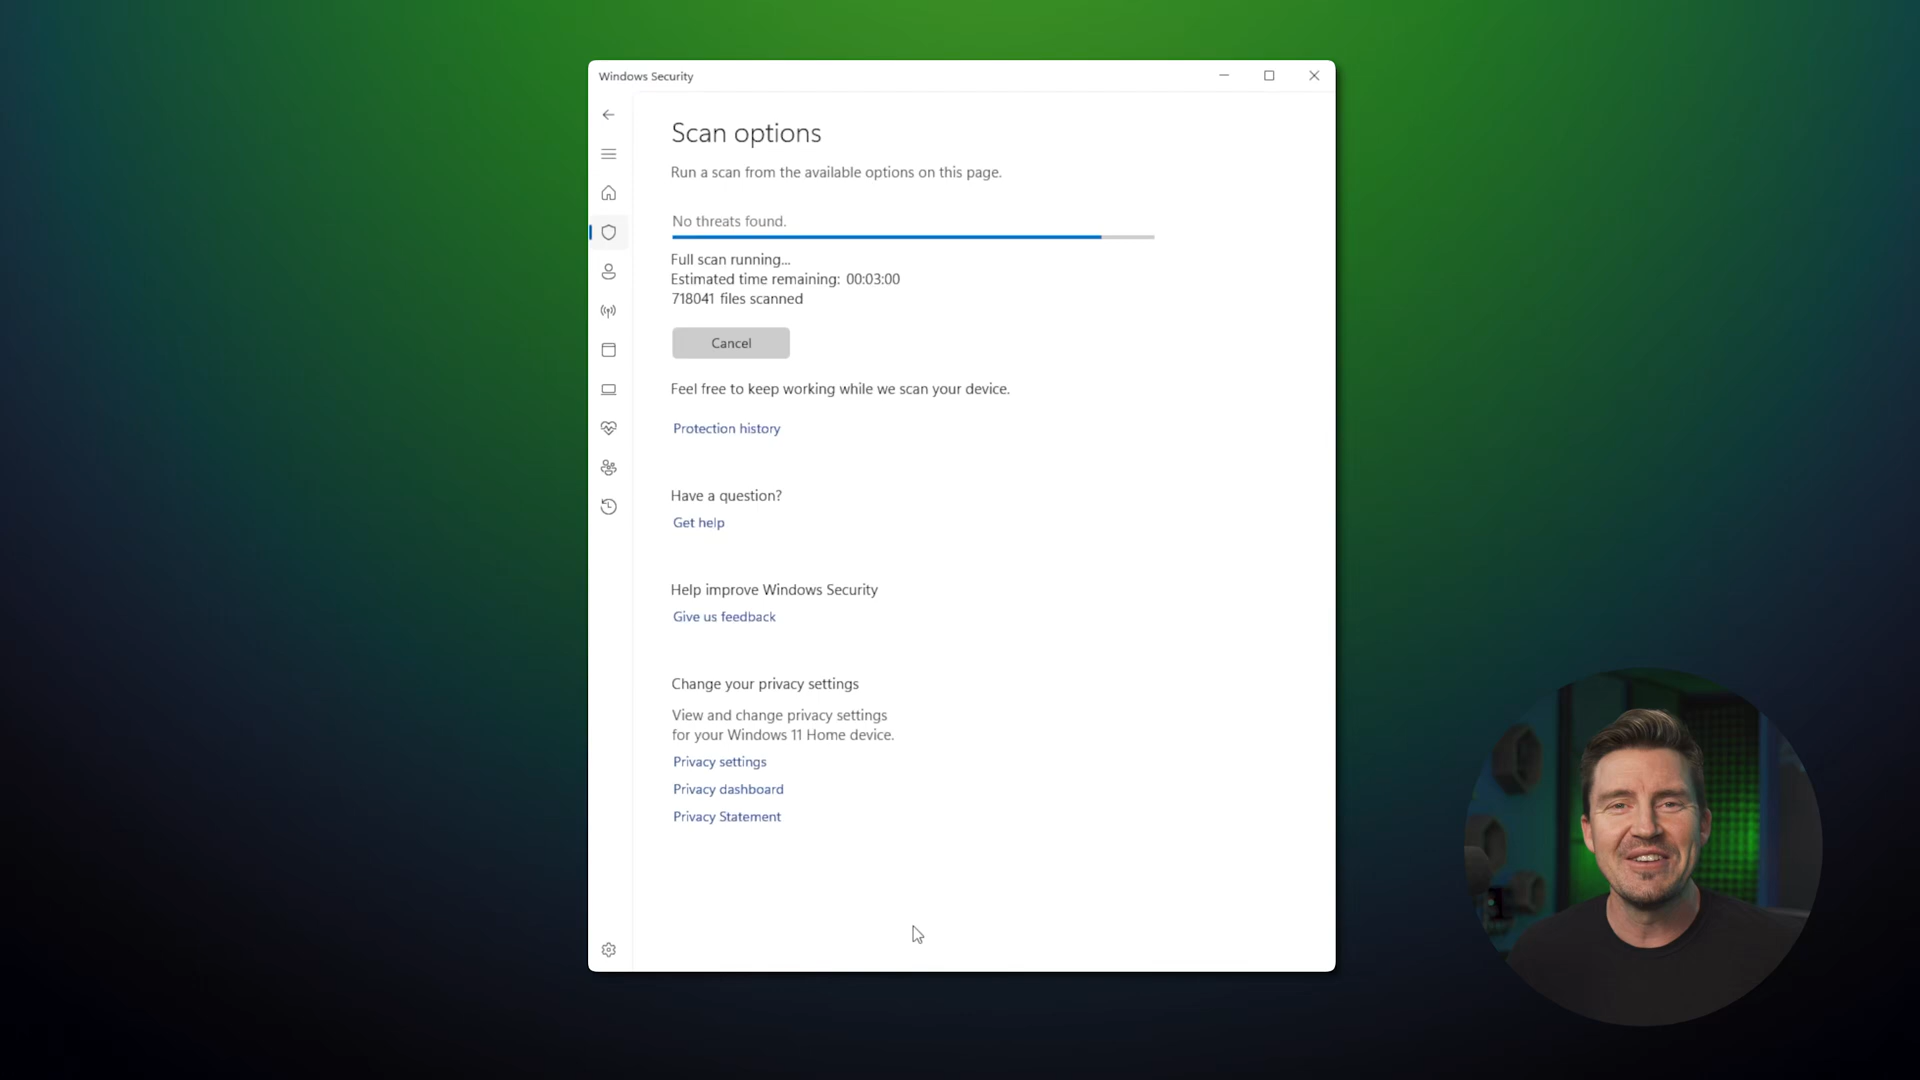 Windows Security
Scan options
Run a scan from the available options on this page.
No threats found.
Full scan running...
Estimated time remaining: 00:03:00
718041 files scanned
Cancel
Feel free to keep working while we scan your device.
Protection history
Have a question?
Get help
Help improve Windows Security
Give us feedback
Change your privacy settings
View and change privacy settings
for your Windows 11 Home device.
Privacy settings
Privacy dashboard
Privacy Statement